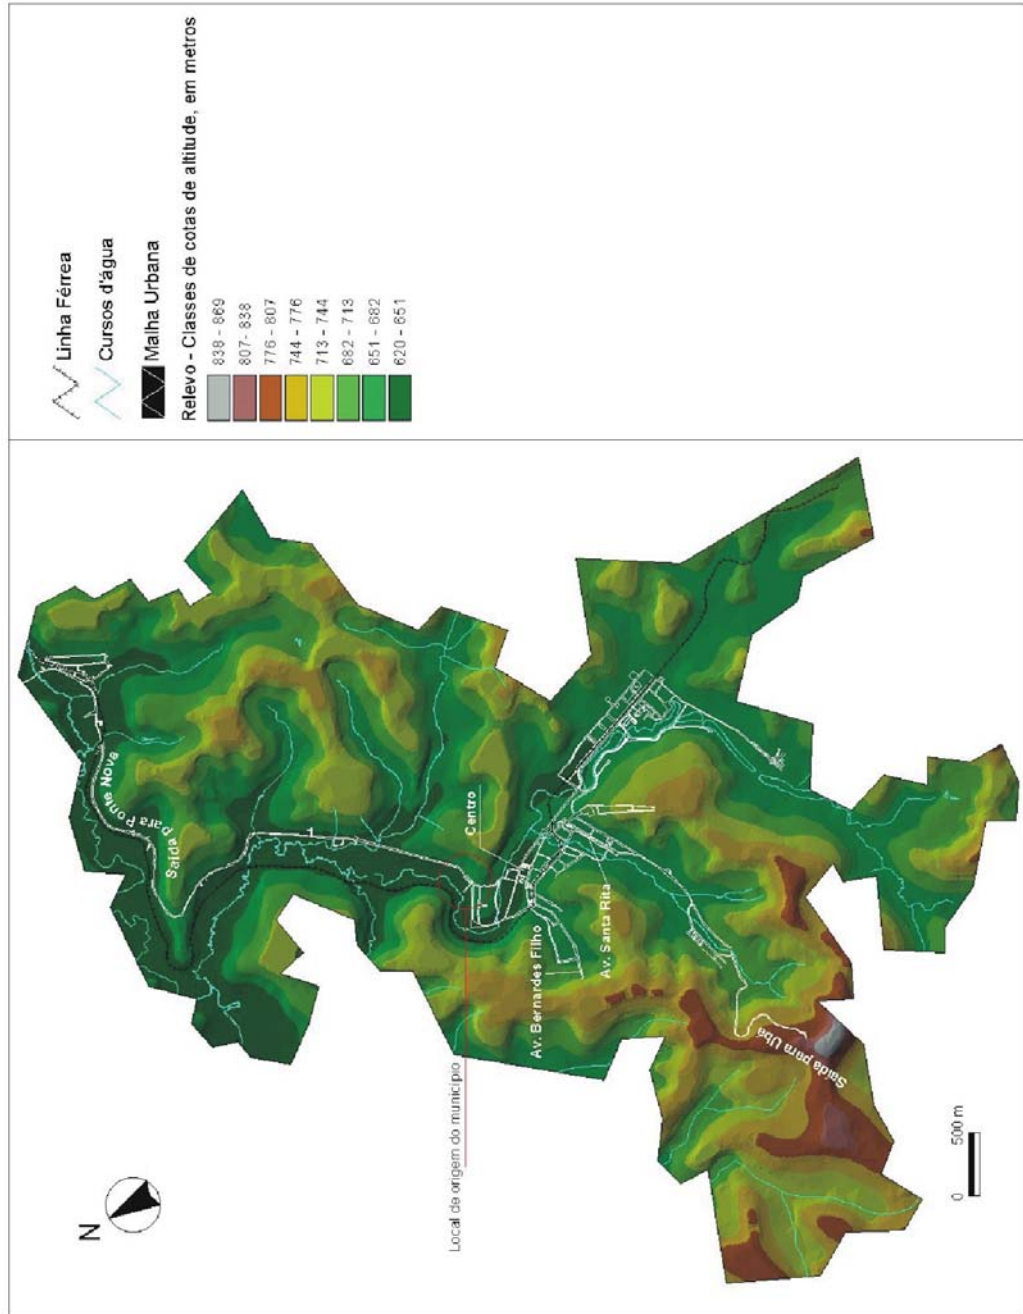 Linha Férrea
Cursos d'água
Malha Urbana
Relevo - Classes de cotas de altitude, em metros
838 - 869
807- 838
776 - 807
744 - 776
713 - 744
682 - 713
651 - 682
620 - 651
N
Saída para Ponte Nova
1
Centro
Local de origem do município
Av. Bernardes Filho
Av. Santa Rita
1
Saída para Ubá
0 500 m